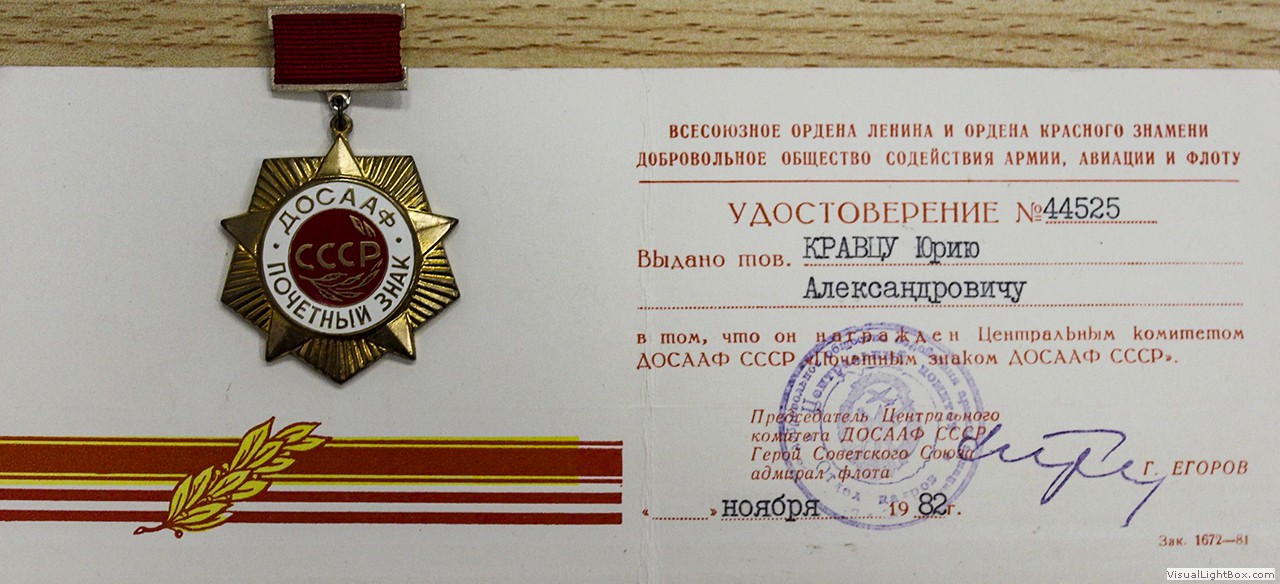 ДОСААФ
СССР
ПОЧЕТНЫЙ ЗНАК
ВСЕСОЮЗНОЕ ОРДЕНА ЛЕНИНА И ОРДЕНА КРАСНОГО ЗНАМЕНИ
ДОБРОВОЛЬНОЕ ОБЩЕСТВО СОДЕЙСТВИЯ АРМИИ, АВИАЦИИ И ФЛОТУ
УДОСТОВЕРЕНИЕ №44525
Выдано тов. КРАВЦУ Юрию
Александровичу
в том, что он награжден Центральным комитетом
ДОСААФ СССР «Почетным знаком ДОСААФ СССР».
Председатель Центрального
комитета ДОСААФ СССР
Герой Советского Союза
адмирал флота
Г. ЕГОРОВ
« » ноября 1982г.
Зак. 1672—81
VisualLightBox.com